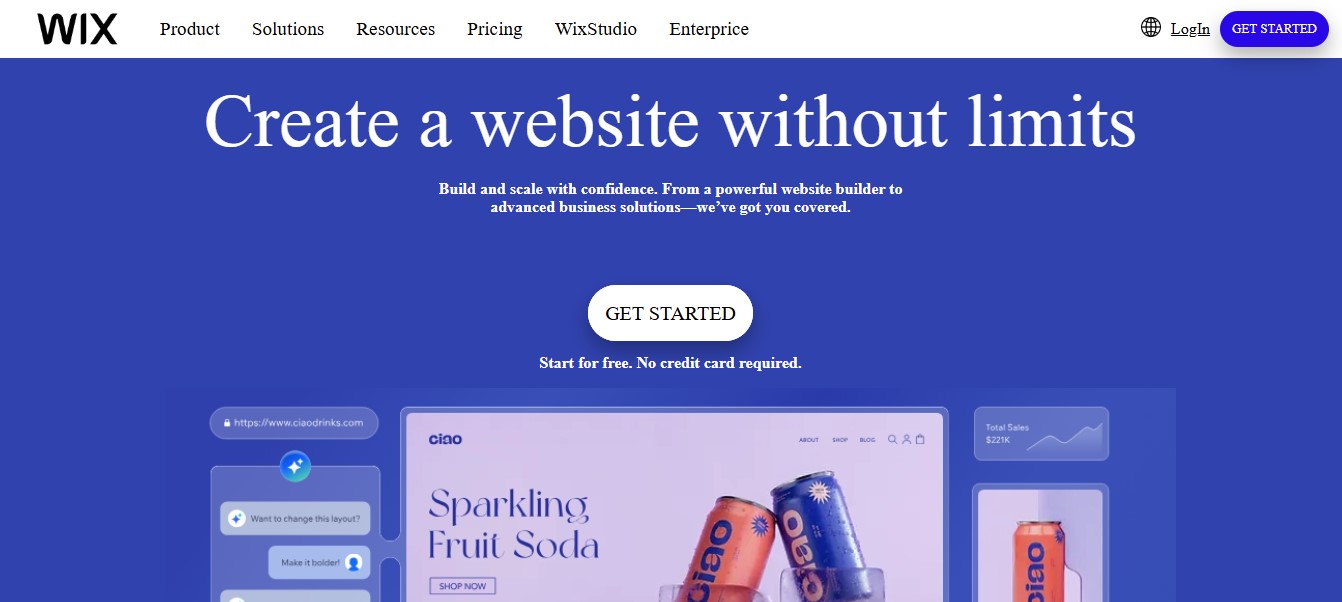 WIX
Product Solutions Resources Pricing WixStudio Enterprice
LogIn GET STARTED
Create a website without limits
Build and scale with confidence. From a powerful website builder to
advanced business solutions—we’ve got you covered.
GET STARTED
Start for free. No credit card required.
https://www.ciaodrinks.com
Want to change this layout?
Make it bolder!
ciao
ABOUT SHOP BLOG
Sparkling
Fruit Soda
SHOP NOW
ciao
ciao
Total Sales
$221K
ciao